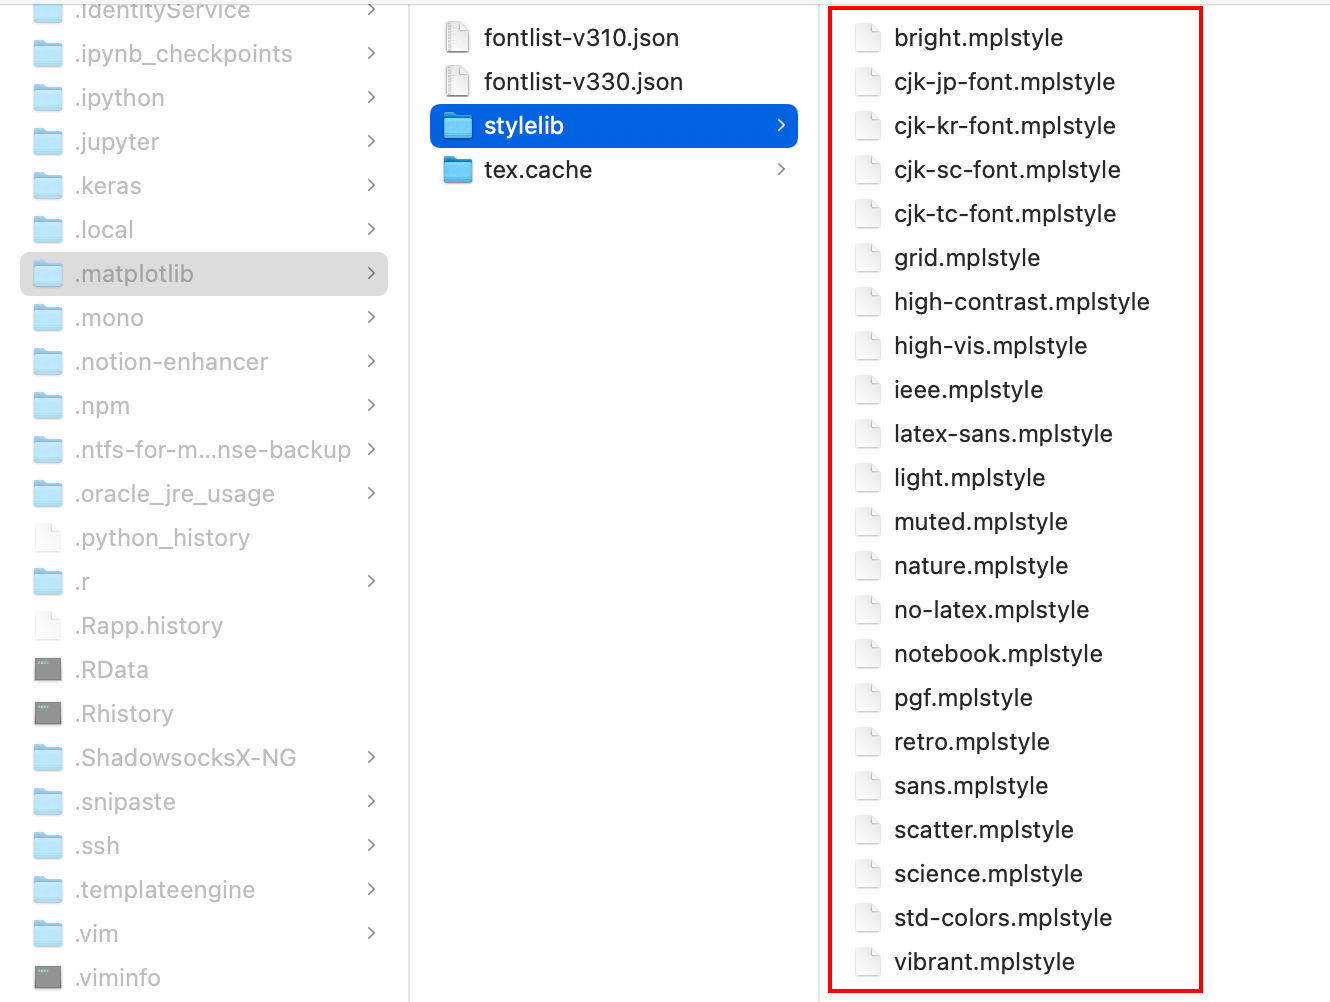 .IdentityService
.ipynb_checkpoints
.ipython
.jupyter
.keras
.local
.matplotlib
.mono
.notion-enhancer
.npm
.ntfs-for-m...nse-backup
.oracle_jre_usage
.python_history
.r
.Rapp.history
.RData
.Rhistory
.ShadowsocksX-NG
.snipaste
.ssh
.templateengine
.vim
.viminfo
fontlist-v310.json
fontlist-v330.json
stylelib
tex.cache
bright.mplstyle
cjk-jp-font.mplstyle
cjk-kr-font.mplstyle
cjk-sc-font.mplstyle
cjk-tc-font.mplstyle
grid.mplstyle
high-contrast.mplstyle
high-vis.mplstyle
ieee.mplstyle
latex-sans.mplstyle
light.mplstyle
muted.mplstyle
nature.mplstyle
no-latex.mplstyle
notebook.mplstyle
pgf.mplstyle
retro.mplstyle
sans.mplstyle
scatter.mplstyle
science.mplstyle
std-colors.mplstyle
vibrant.mplstyle